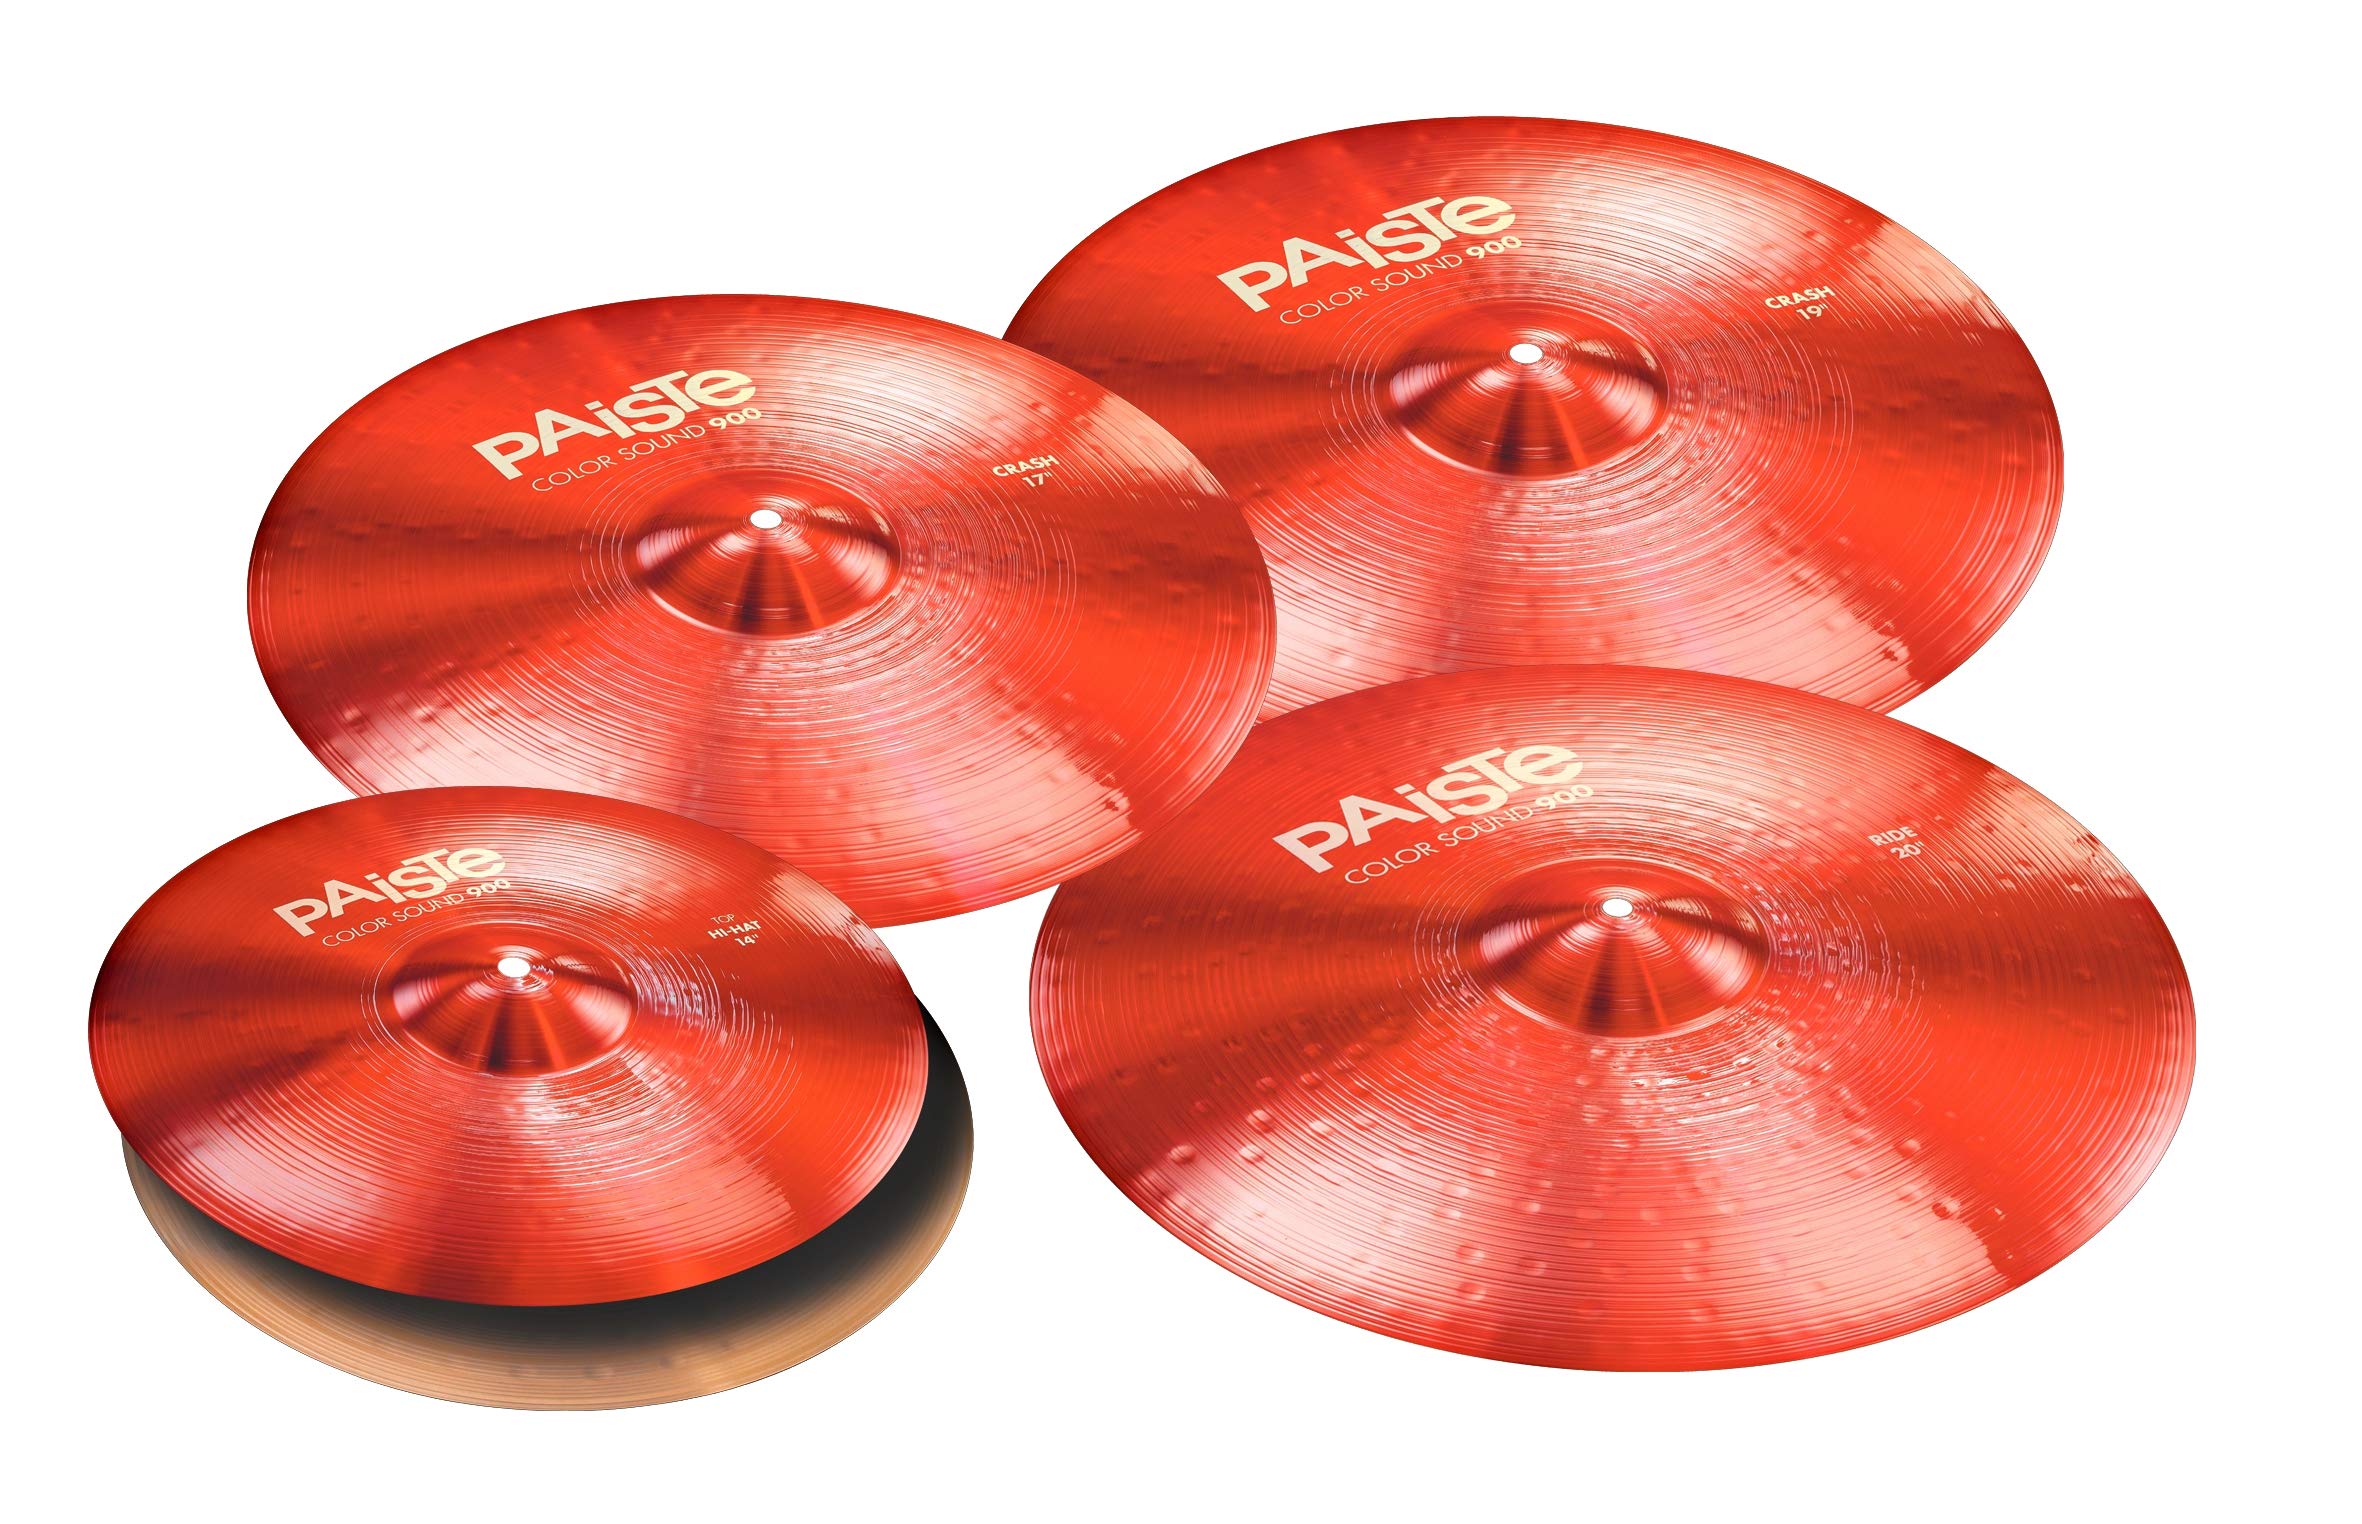 PAiSTe
COLOR SOUND 900
CRASH
19"
PAiSTe
COLOR SOUND 900
CRASH
17"
PAiSTe
COLOR SOUND 900
RIDE
20"
PAiSTe
COLOR SOUND 900
TOP
HI-HAT
14"